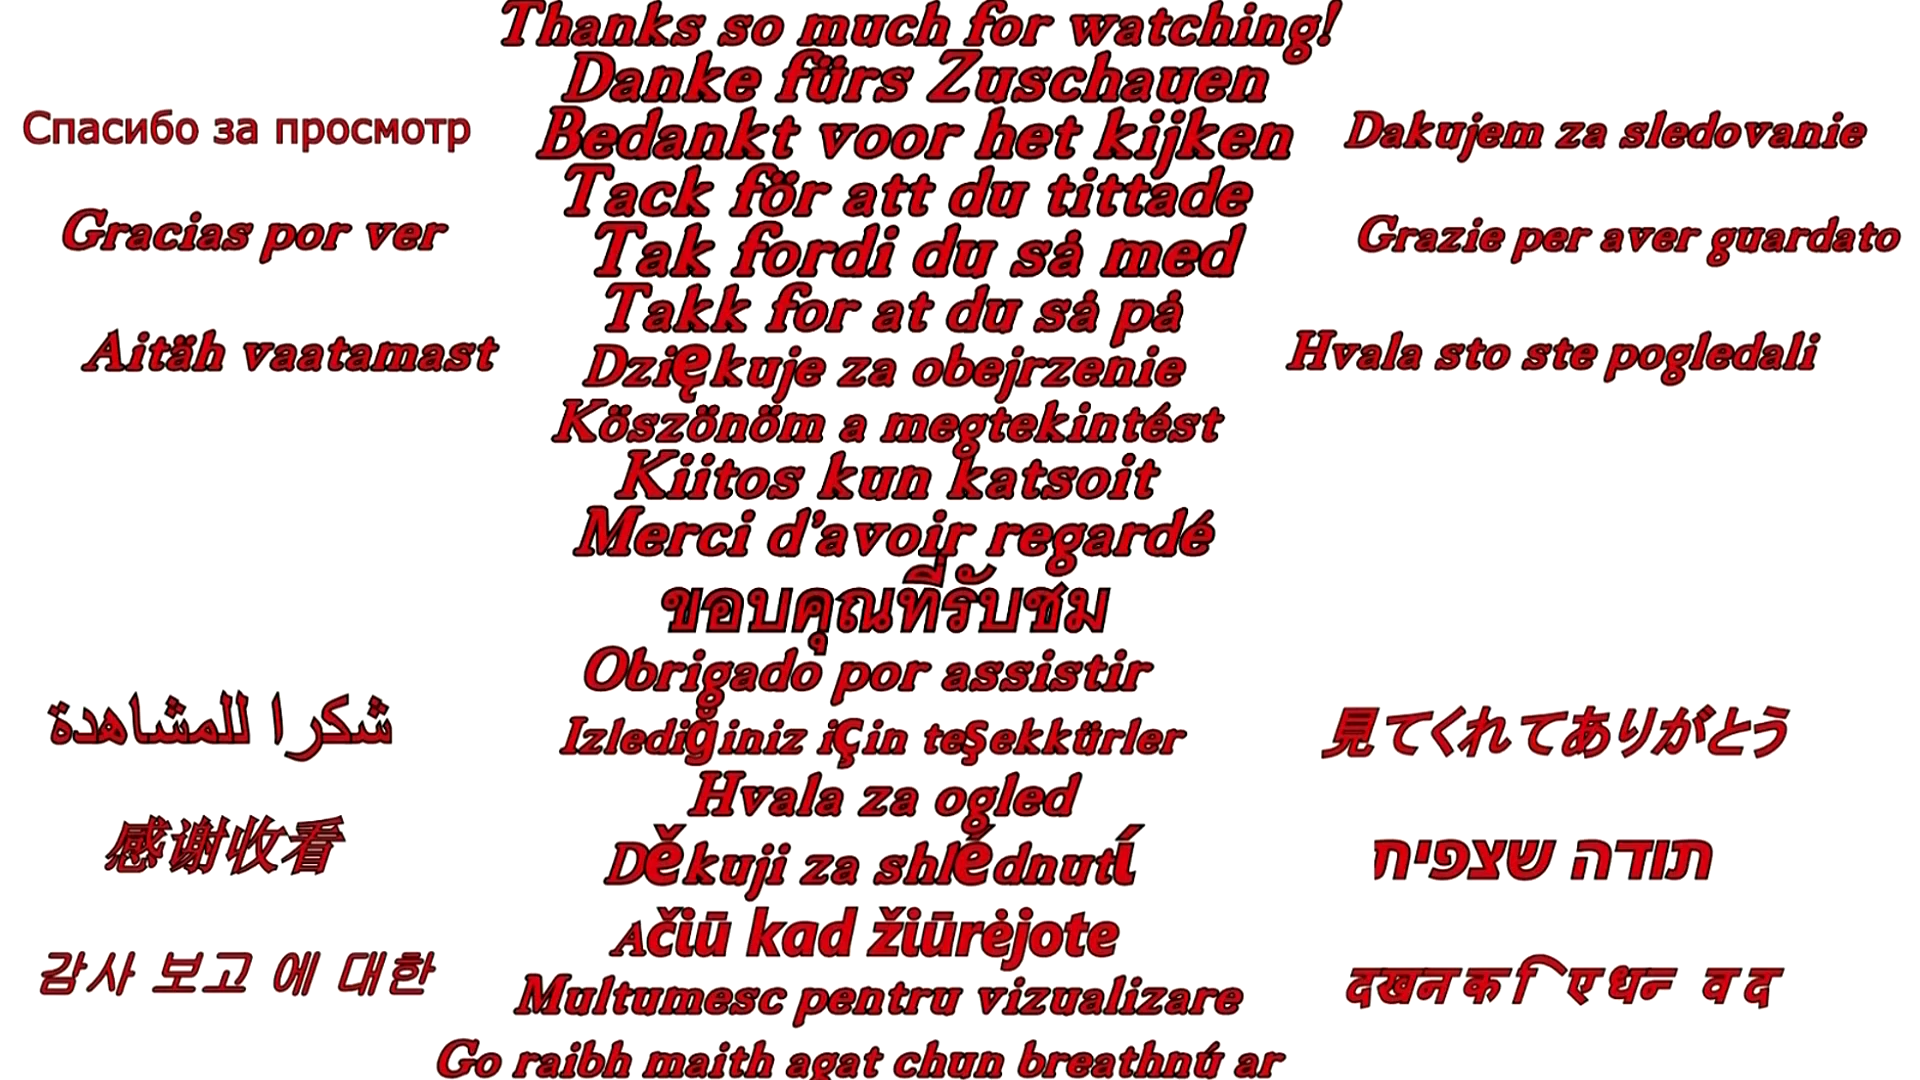 Thanks so much for watching!
Danke fürs Zuschauen
Bedankt voor het kijken
Tack för att du tittade
Tak fordi du så med
Takk for at du så på
Dziękuje za obejrzenie
Köszönöm a megtekintést
Kiitos kun katsoit
Merci d'avoir regardé
ขอบคุณที่รับชม
Obrigado por assistir
Izlediğiniz için teşekkürler
Hvala za ogled
Děkuji za shlédnutí
Ačiū kad žiūrėjote
Multumesc pentru vizualizare
Go raibh maith agat chun breathnú ar
Спасибо за просмотр
Gracias por ver
Aitäh vaatamast
شكرا للمشاهدة
感谢收看
감사 보고 에 대한
Dakujem za sledovanie
Grazie per aver guardato
Hvala sto ste pogledali
見てくれてありがとう
תודה שצפית
दखन क ि ए धन व द